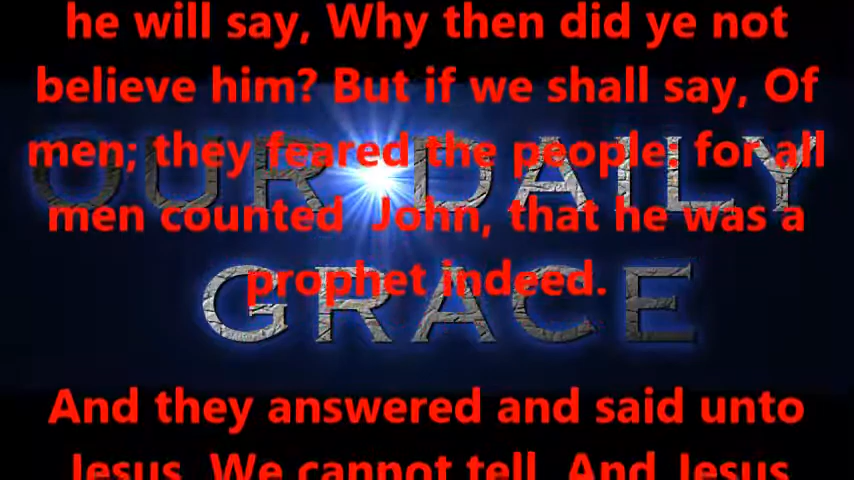 he will say, Why then did ye not
believe him? But if we shall say, Of
men; they feared the people: for all
men counted John, that he was a
prophet indeed.
And they answered and said unto
Jesus, We cannot tell. And Jesus
OUR DAILY
GRACE